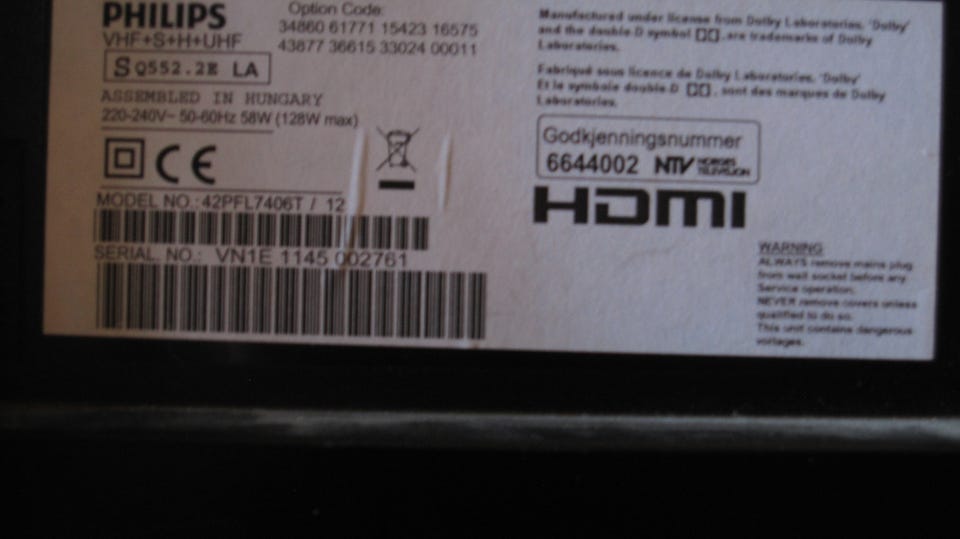 PHILIPS
VHF+S+H+UHF
S Q552.2E LA
ASSEMBLED IN HUNGARY
220-240V~ 50-60Hz 58W (128W max)
CE
MODEL NO.:42PFL7406T / 12
SERIAL. NO.: VN1E 1145 002761
Option Code:
34860 61771 15423 16575
43877 36615 33024 00011
Manufactured under license from Dolby Laboratories. 'Dolby'
and the double-D symbol are trademarks of Dolby
Laboratories.
Fabriqué sous licence de Dolby Laboratories. 'Dolby'
Et le symbole double-D , sont des marques de Dolby
Laboratories.
Godkjenningsnummer
6644002 NTV NORGES
TELEVISJON
HDMI
WARNING
ALWAYS remove mains plug
from wall socket before any
Service operation.
NEVER remove covers unless
qualified to do so.
This unit contains dangerous
voltages.